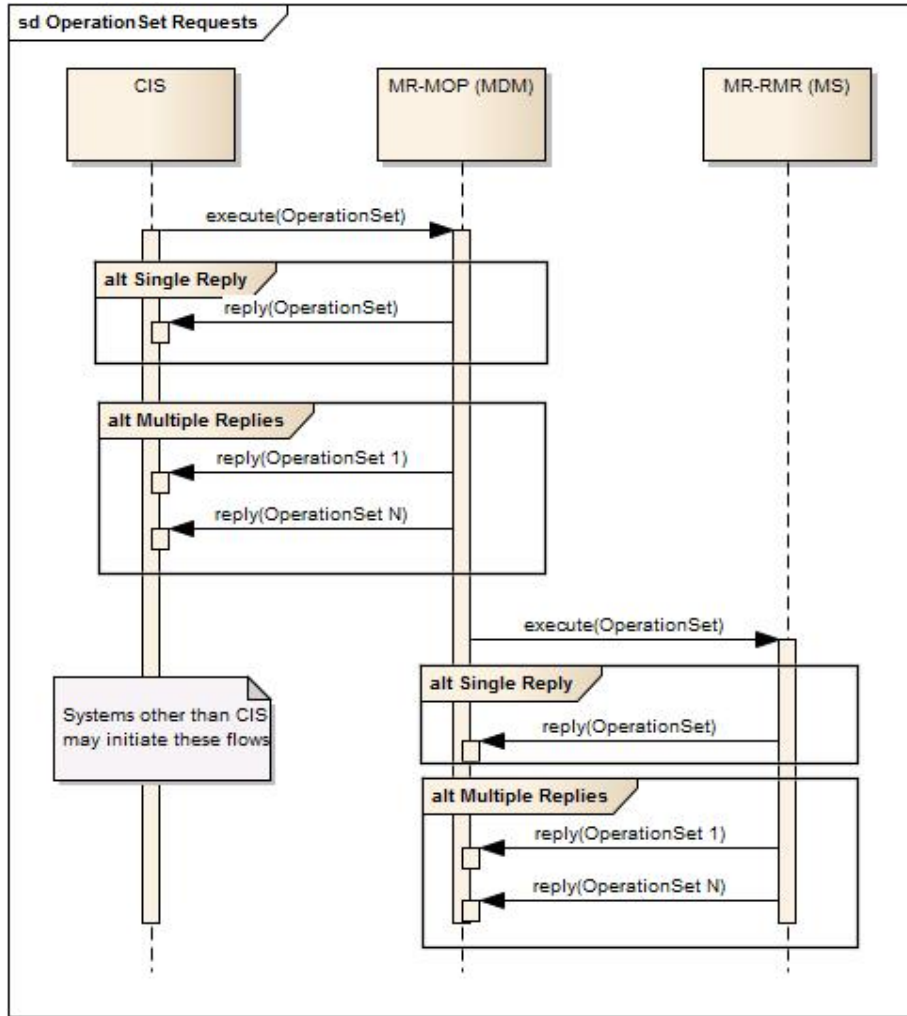 sd OperationSet Requests
CIS
MR-MOP (MDM)
MR-RMR (MS)
execute(OperationSet)
alt Single Reply
reply(OperationSet)
alt Multiple Replies
reply(OperationSet 1)
reply(OperationSet N)
execute(OperationSet)
alt Single Reply
Systems other than CIS
may initiate these flows
reply(OperationSet)
alt Multiple Replies
reply(OperationSet 1)
reply(OperationSet N)